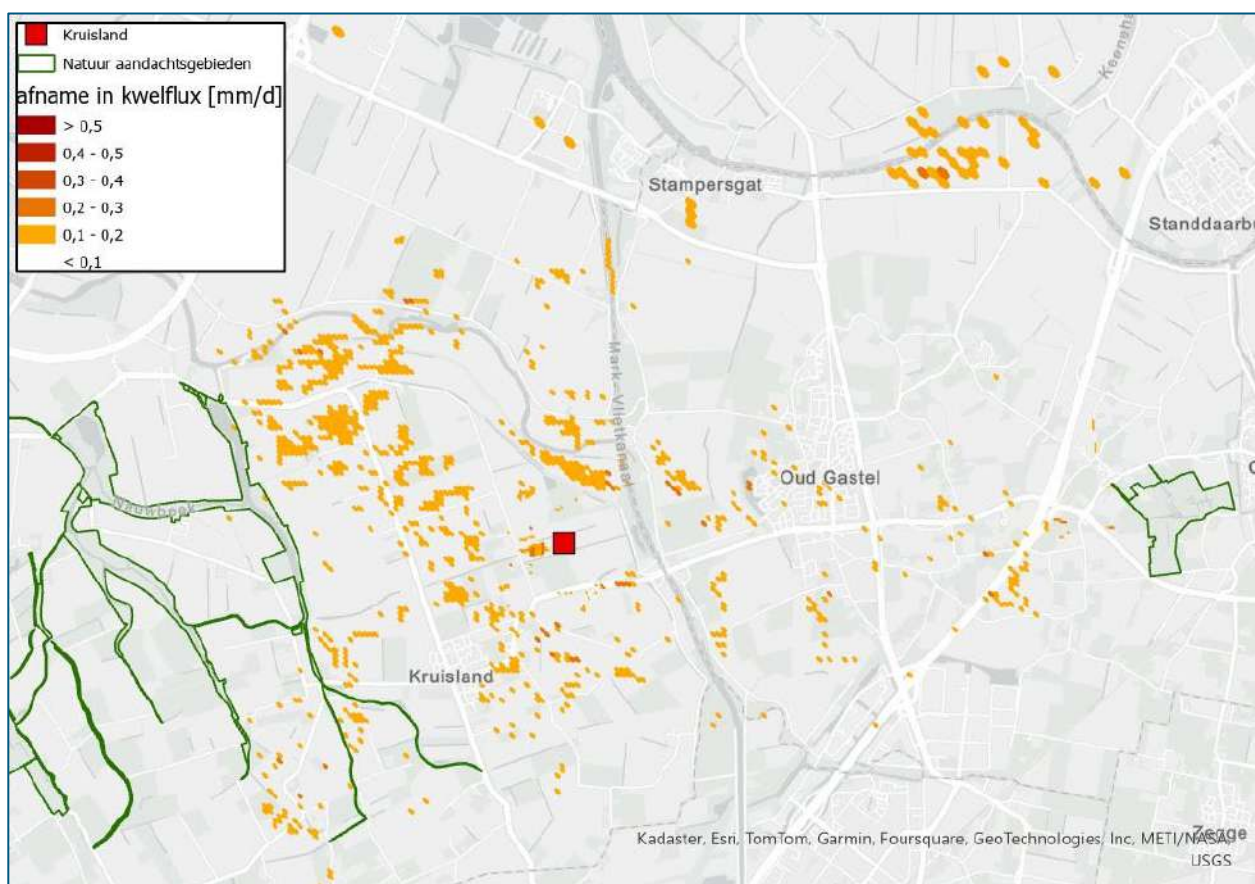 Kruisland
Natuur aandachtsgebieden
afname in kwelflux [mm/d]
> 0,5
0,4 - 0,5
0,3 - 0,4
0,2 - 0,3
0,1 - 0,2
< 0,1
Keensha
Stampersgat
Standdaarbu
Mark-Vlietkanaal
Oud Gastel
Kruisland
Kadaster, Esri, TomTom, Garmin, Foursquare, GeoTechnologies, Inc, METI/NASA,
USGS
Zegge